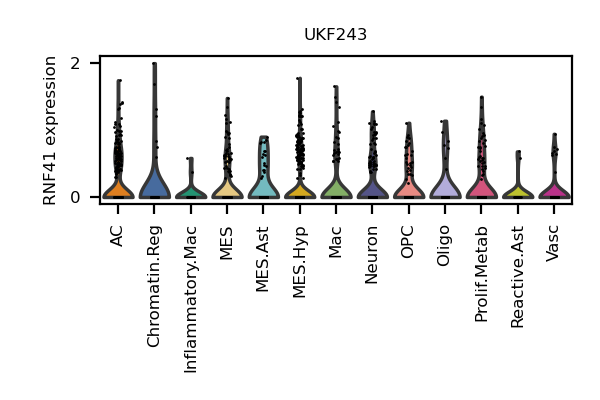 UKF243
RNF41 expression
2
0
AC
Chromatin.Reg
Inflammatory.Mac
MES
MES.Ast
MES.Hyp
Mac
Neuron
OPC
Oligo
Prolif.Metab
Reactive.Ast
Vasc